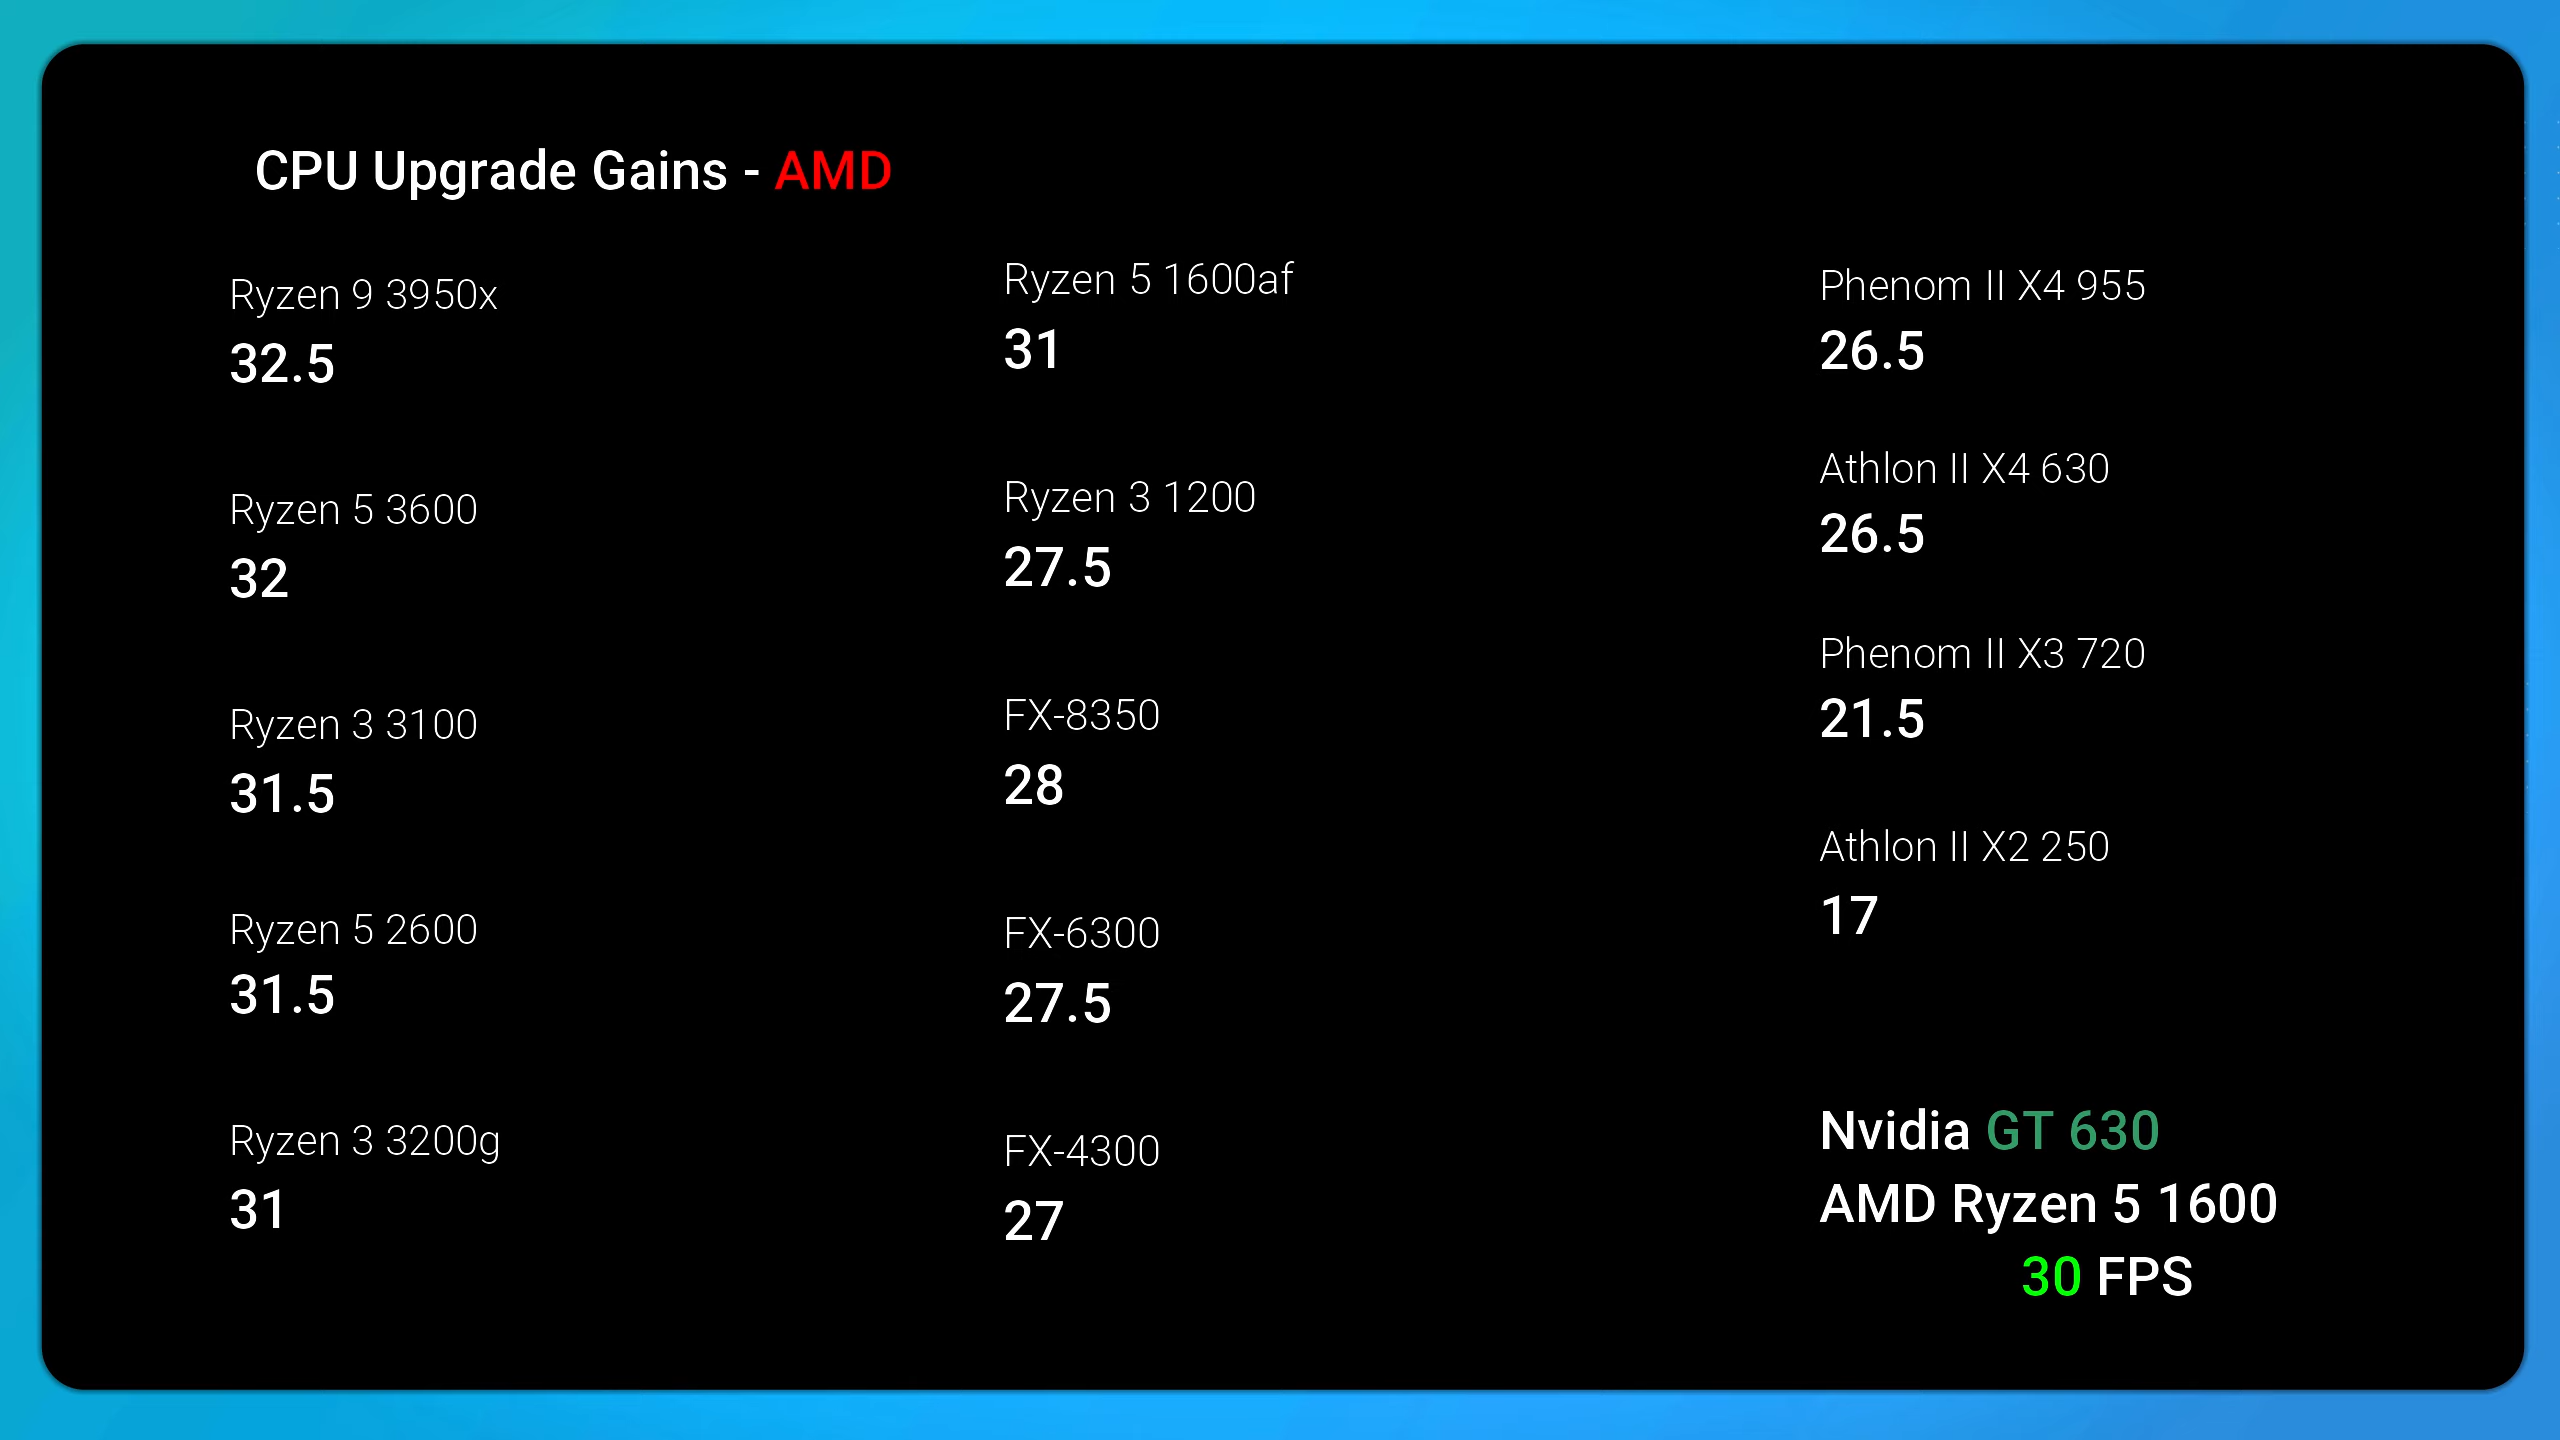 CPU Upgrade Gains - AMD
Ryzen 9 3950x
32.5
Ryzen 5 3600
32
Ryzen 3 3100
31.5
Ryzen 5 2600
31.5
Ryzen 3 3200g
31
Ryzen 5 1600af
31
Ryzen 3 1200
27.5
FX-8350
28
FX-6300
27.5
FX-4300
27
Phenom II X4 955
26.5
Athlon II X4 630
26.5
Phenom II X3 720
21.5
Athlon II X2 250
17
Nvidia GT 630
AMD Ryzen 5 1600
30 FPS